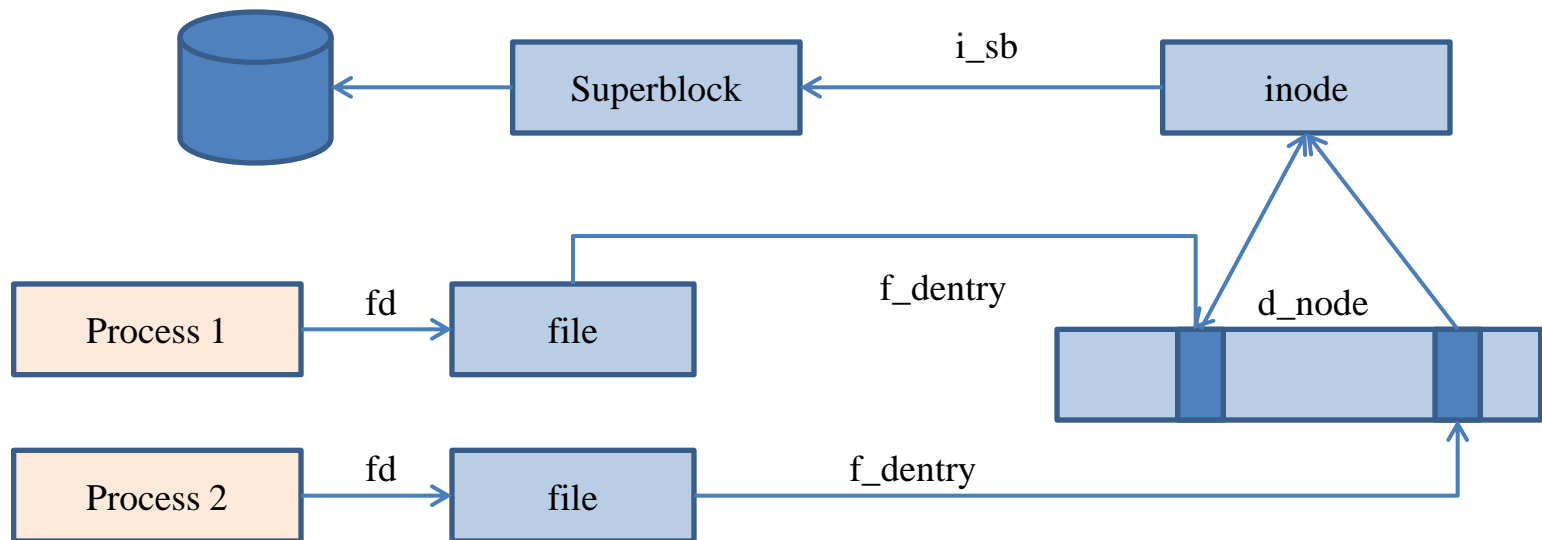 i_sb
Superblock
inode
f_dentry
d_node
Process 1
fd
file
Process 2
fd
file
f_dentry